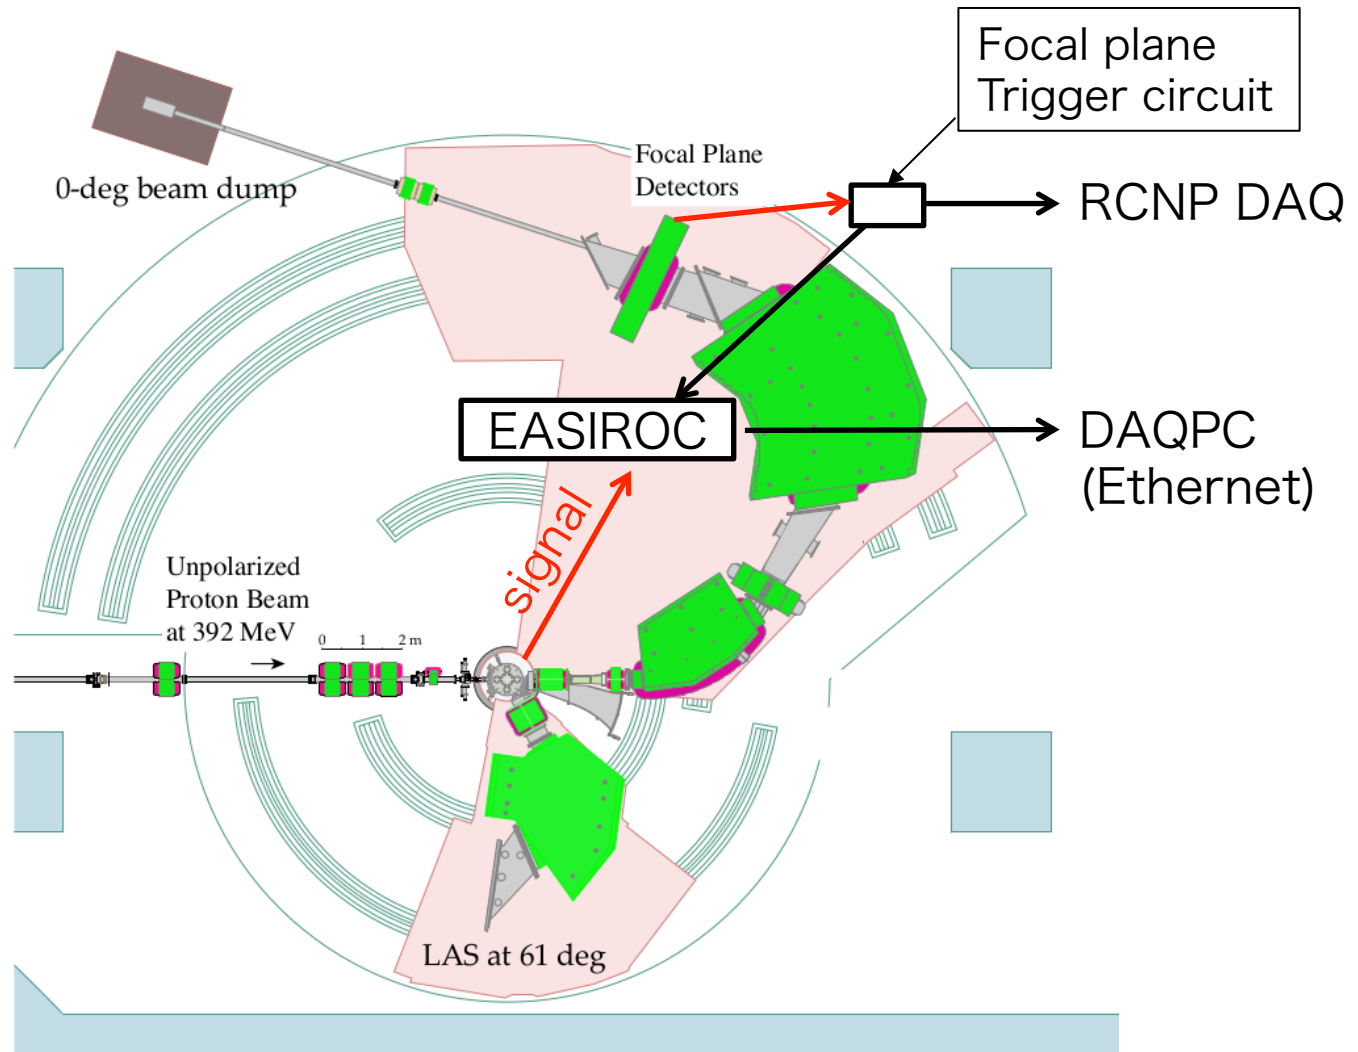 Focal plane
Trigger circuit
0-deg beam dump
Focal Plane
Detectors
RCNP DAQ
EASIROC
DAQPC
(Ethernet)
signal
Unpolarized
Proton Beam
at 392 MeV
0 1 2 m
LAS at 61 deg